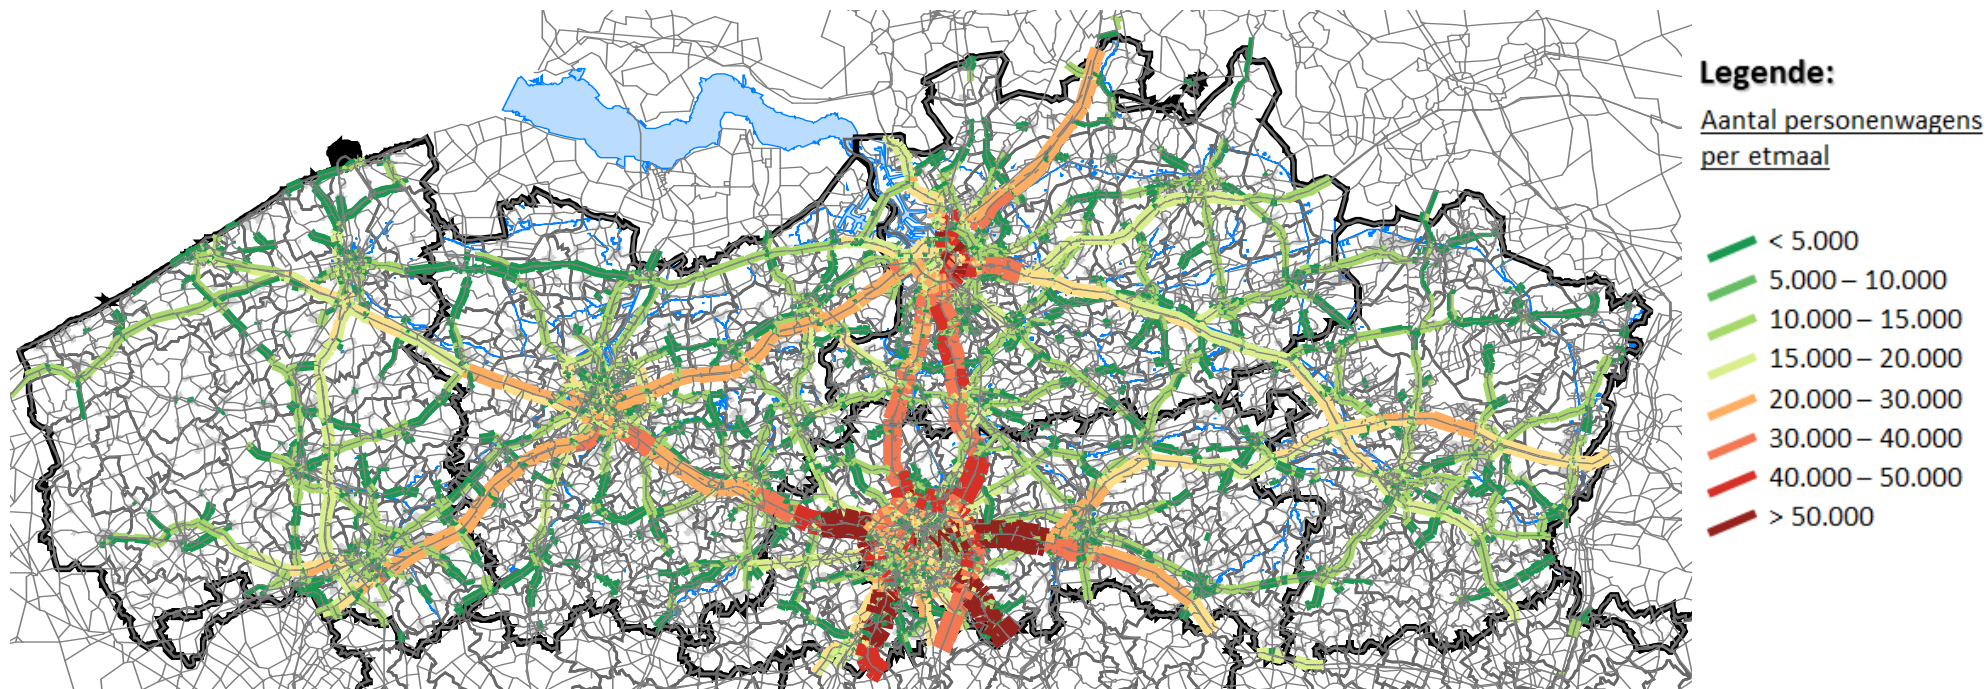 Legende:
Aantal personenwagens
per etmaal
< 5.000
5.000 – 10.000
10.000 – 15.000
15.000 – 20.000
20.000 – 30.000
30.000 – 40.000
40.000 – 50.000
> 50.000